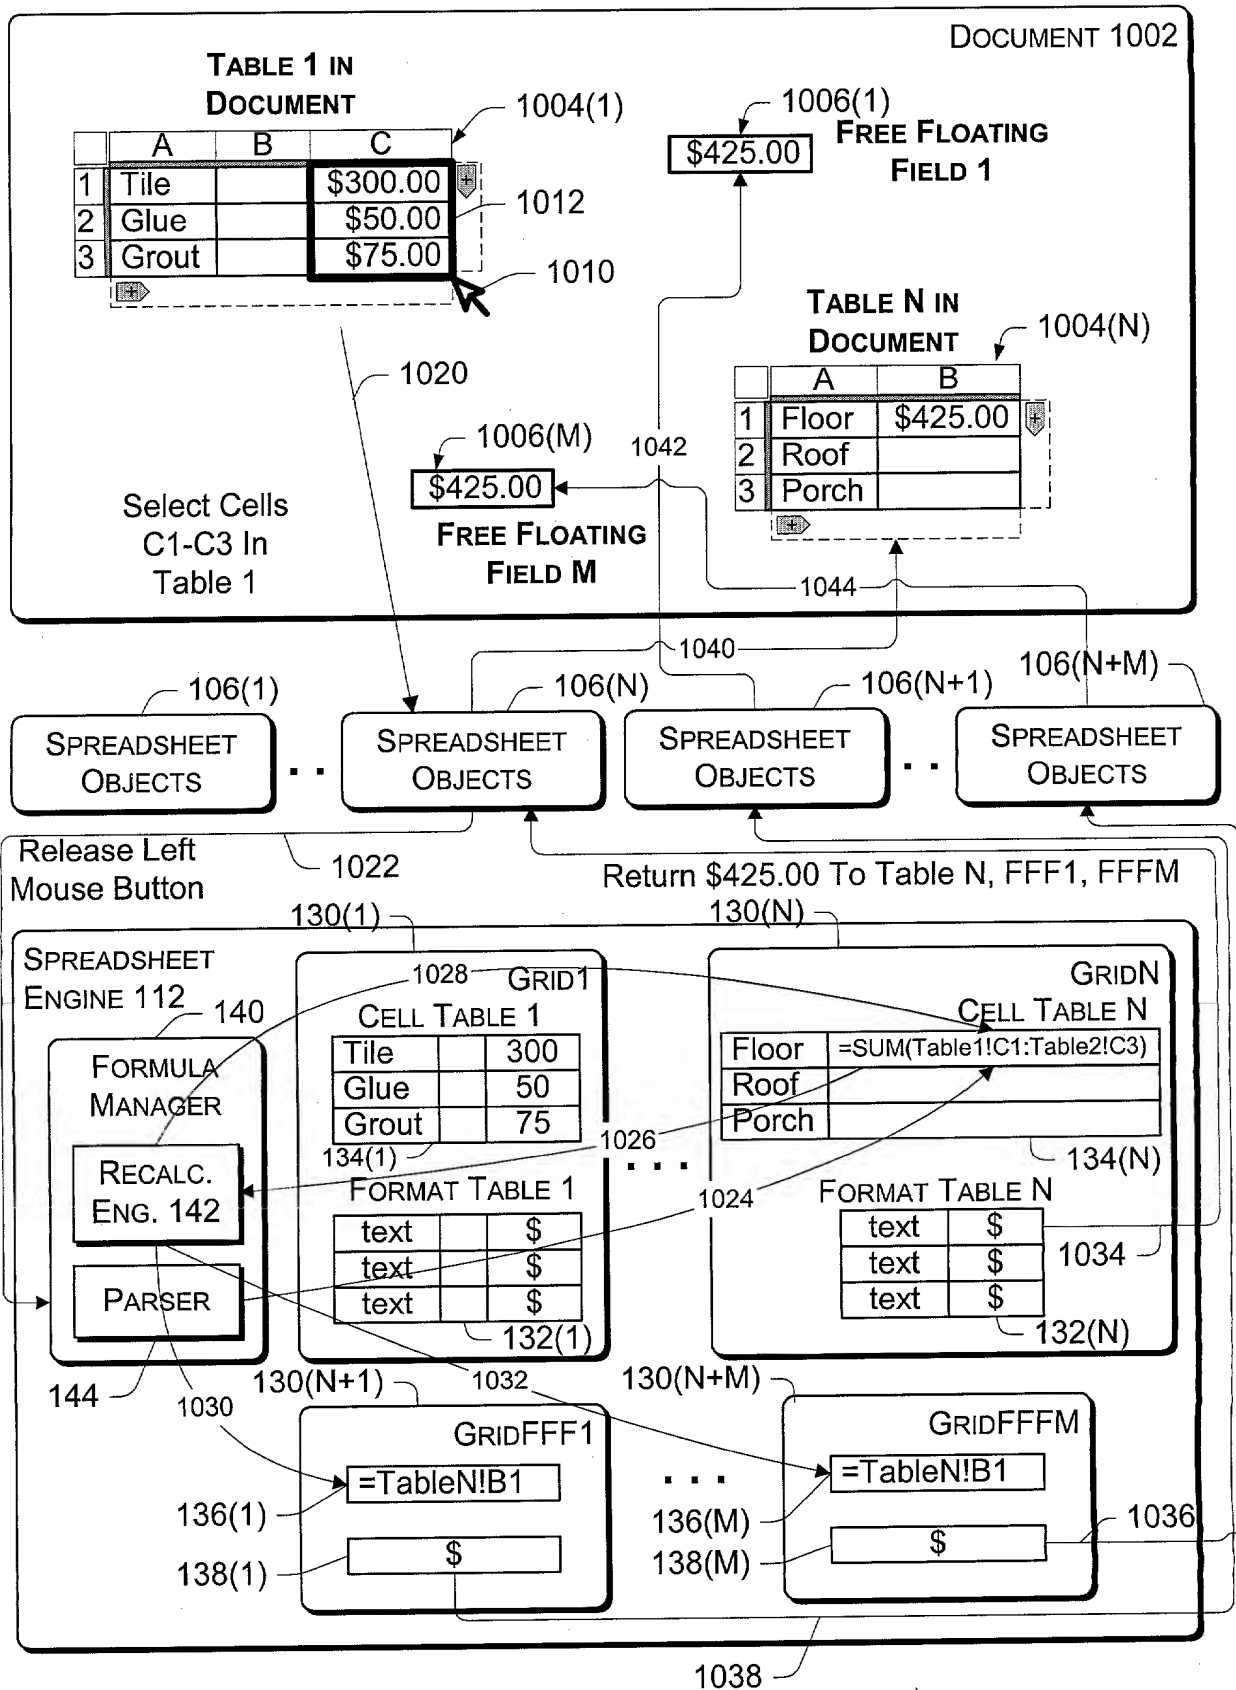 DOCUMENT 1002
TABLE 1 IN
DOCUMENT
1004(1)
A B C
1 Tile $300.00
2 Glue $50.00
3 Grout $75.00
+
+
1012
1010
1006(1)
$425.00
FREE FLOATING
FIELD 1
TABLE N IN
DOCUMENT
1004(N)
A B
1 Floor $425.00
2 Roof
3 Porch
+
+
1020
1042
1006(M)
$425.00
FREE FLOATING
FIELD M
Select Cells
C1-C3 In
Table 1
1044
1040
106(1)
106(N)
106(N+1)
106(N+M)
SPREADSHEET
OBJECTS
. .
SPREADSHEET
OBJECTS
SPREADSHEET
OBJECTS
. .
SPREADSHEET
OBJECTS
Release Left
Mouse Button
1022
Return $425.00 To Table N, FFF1, FFFM
130(1)
130(N)
SPREADSHEET
ENGINE 112
140
FORMULA
MANAGER
RECALC.
ENG. 142
PARSER
144
1028
GRID1
CELL TABLE 1
Tile 300
Glue 50
Grout 75
134(1)
FORMAT TABLE 1
text $
text $
text $
132(1)
1026
. . .
1024
GRIDN
CELL TABLE N
Floor =SUM(Table1!C1:Table2!C3)
Roof
Porch
134(N)
FORMAT TABLE N
text $
text $
text $
1034
132(N)
1030
1032
130(N+1)
GRIDFFF1
=TableN!B1
136(1)
$
138(1)
. . .
130(N+M)
GRIDFFFM
=TableN!B1
136(M)
$
138(M)
1036
1038